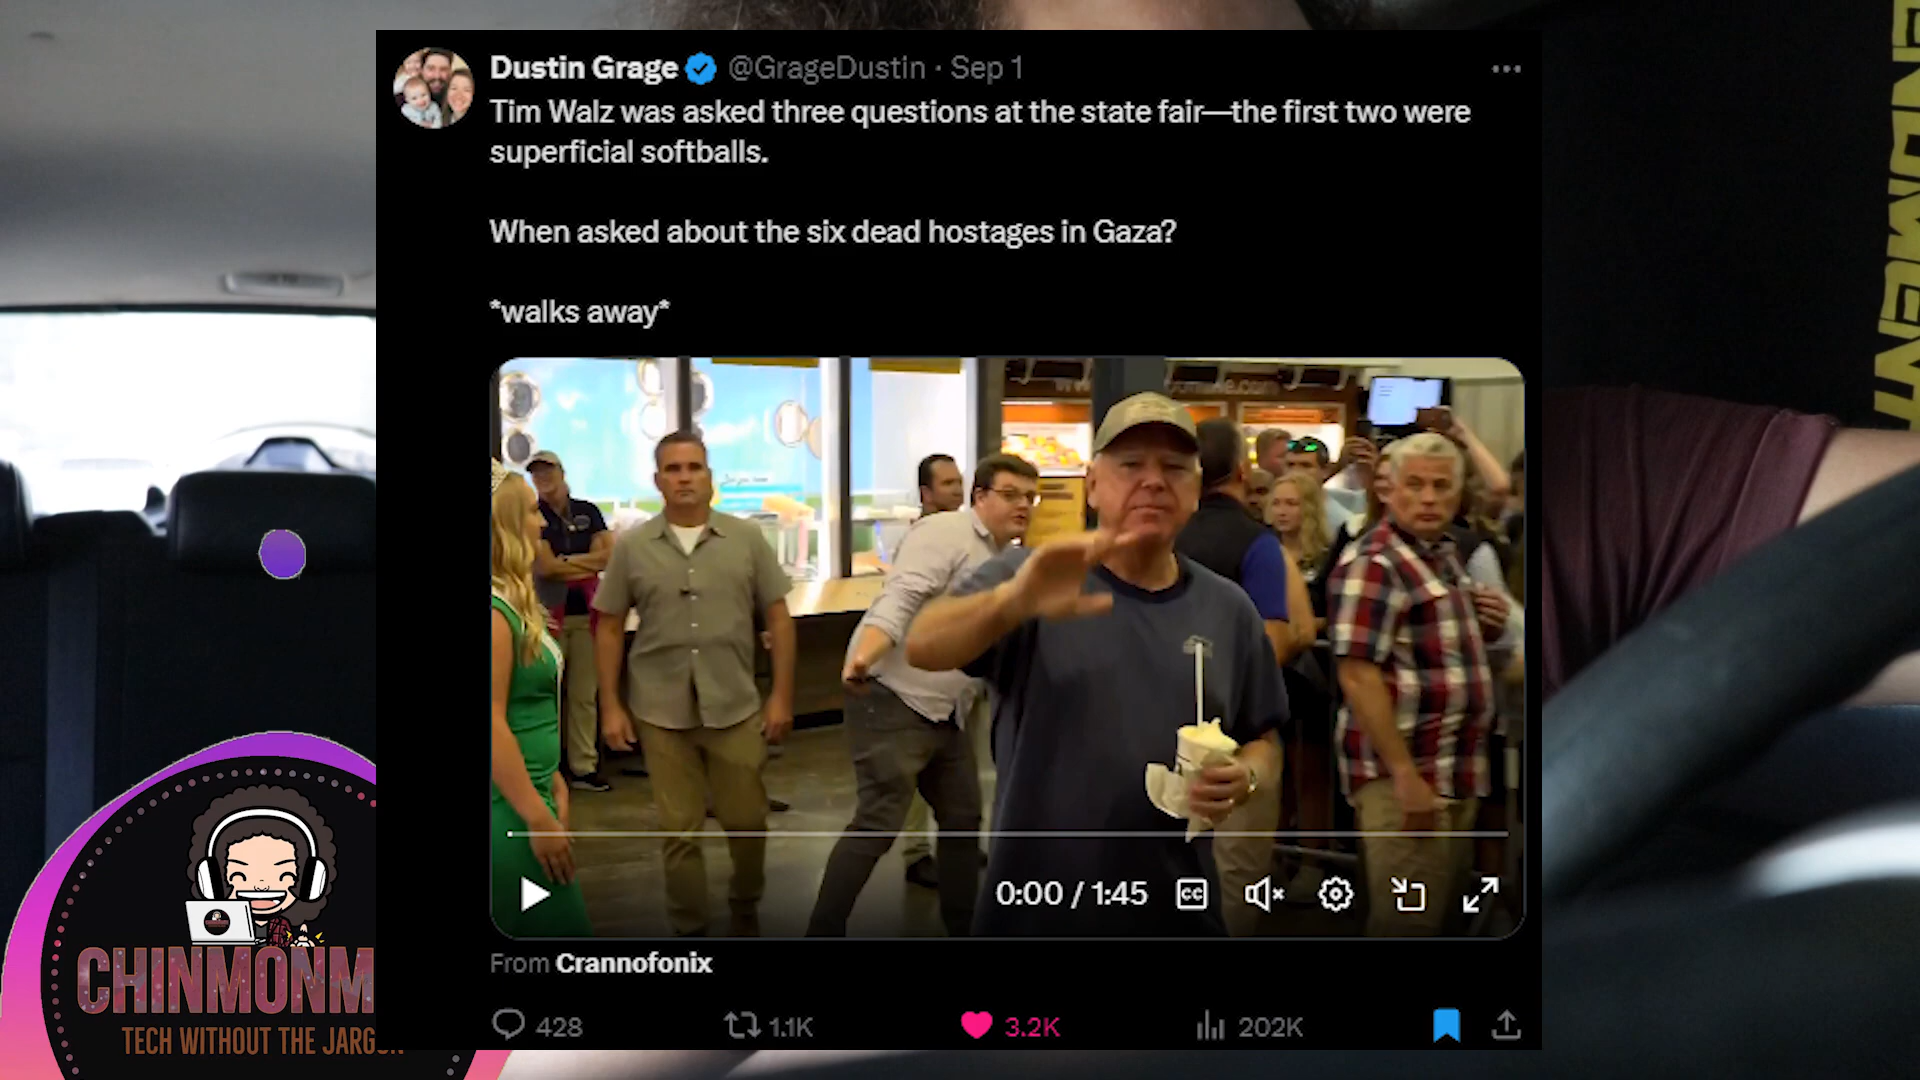 Dustin Grage @GrageDustin · Sep 1
Tim Walz was asked three questions at the state fair—the first two were
superficial softballs.
When asked about the six dead hostages in Gaza?
*walks away*
0:00 / 1:45
CC
From Crannofonix
428
1.1K
3.2K
202K
CHINMONM
TECH WITHOUT THE JARGON